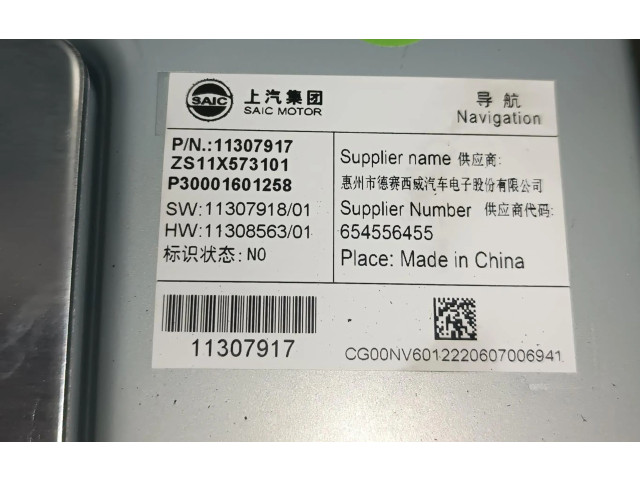 SAIC
上汽集团
SAIC MOTOR
导航
Navigation
P/N.:11307917
ZS11X573101
P30001601258
SW:11307918/01
HW:11308563/01
标识状态: NO
Supplier name 供应商:
惠州市德赛西威汽车电子股份有限公司
Supplier Number 供应商代码:
654556455
Place: Made in China
11307917
CG00NV6012220607006941